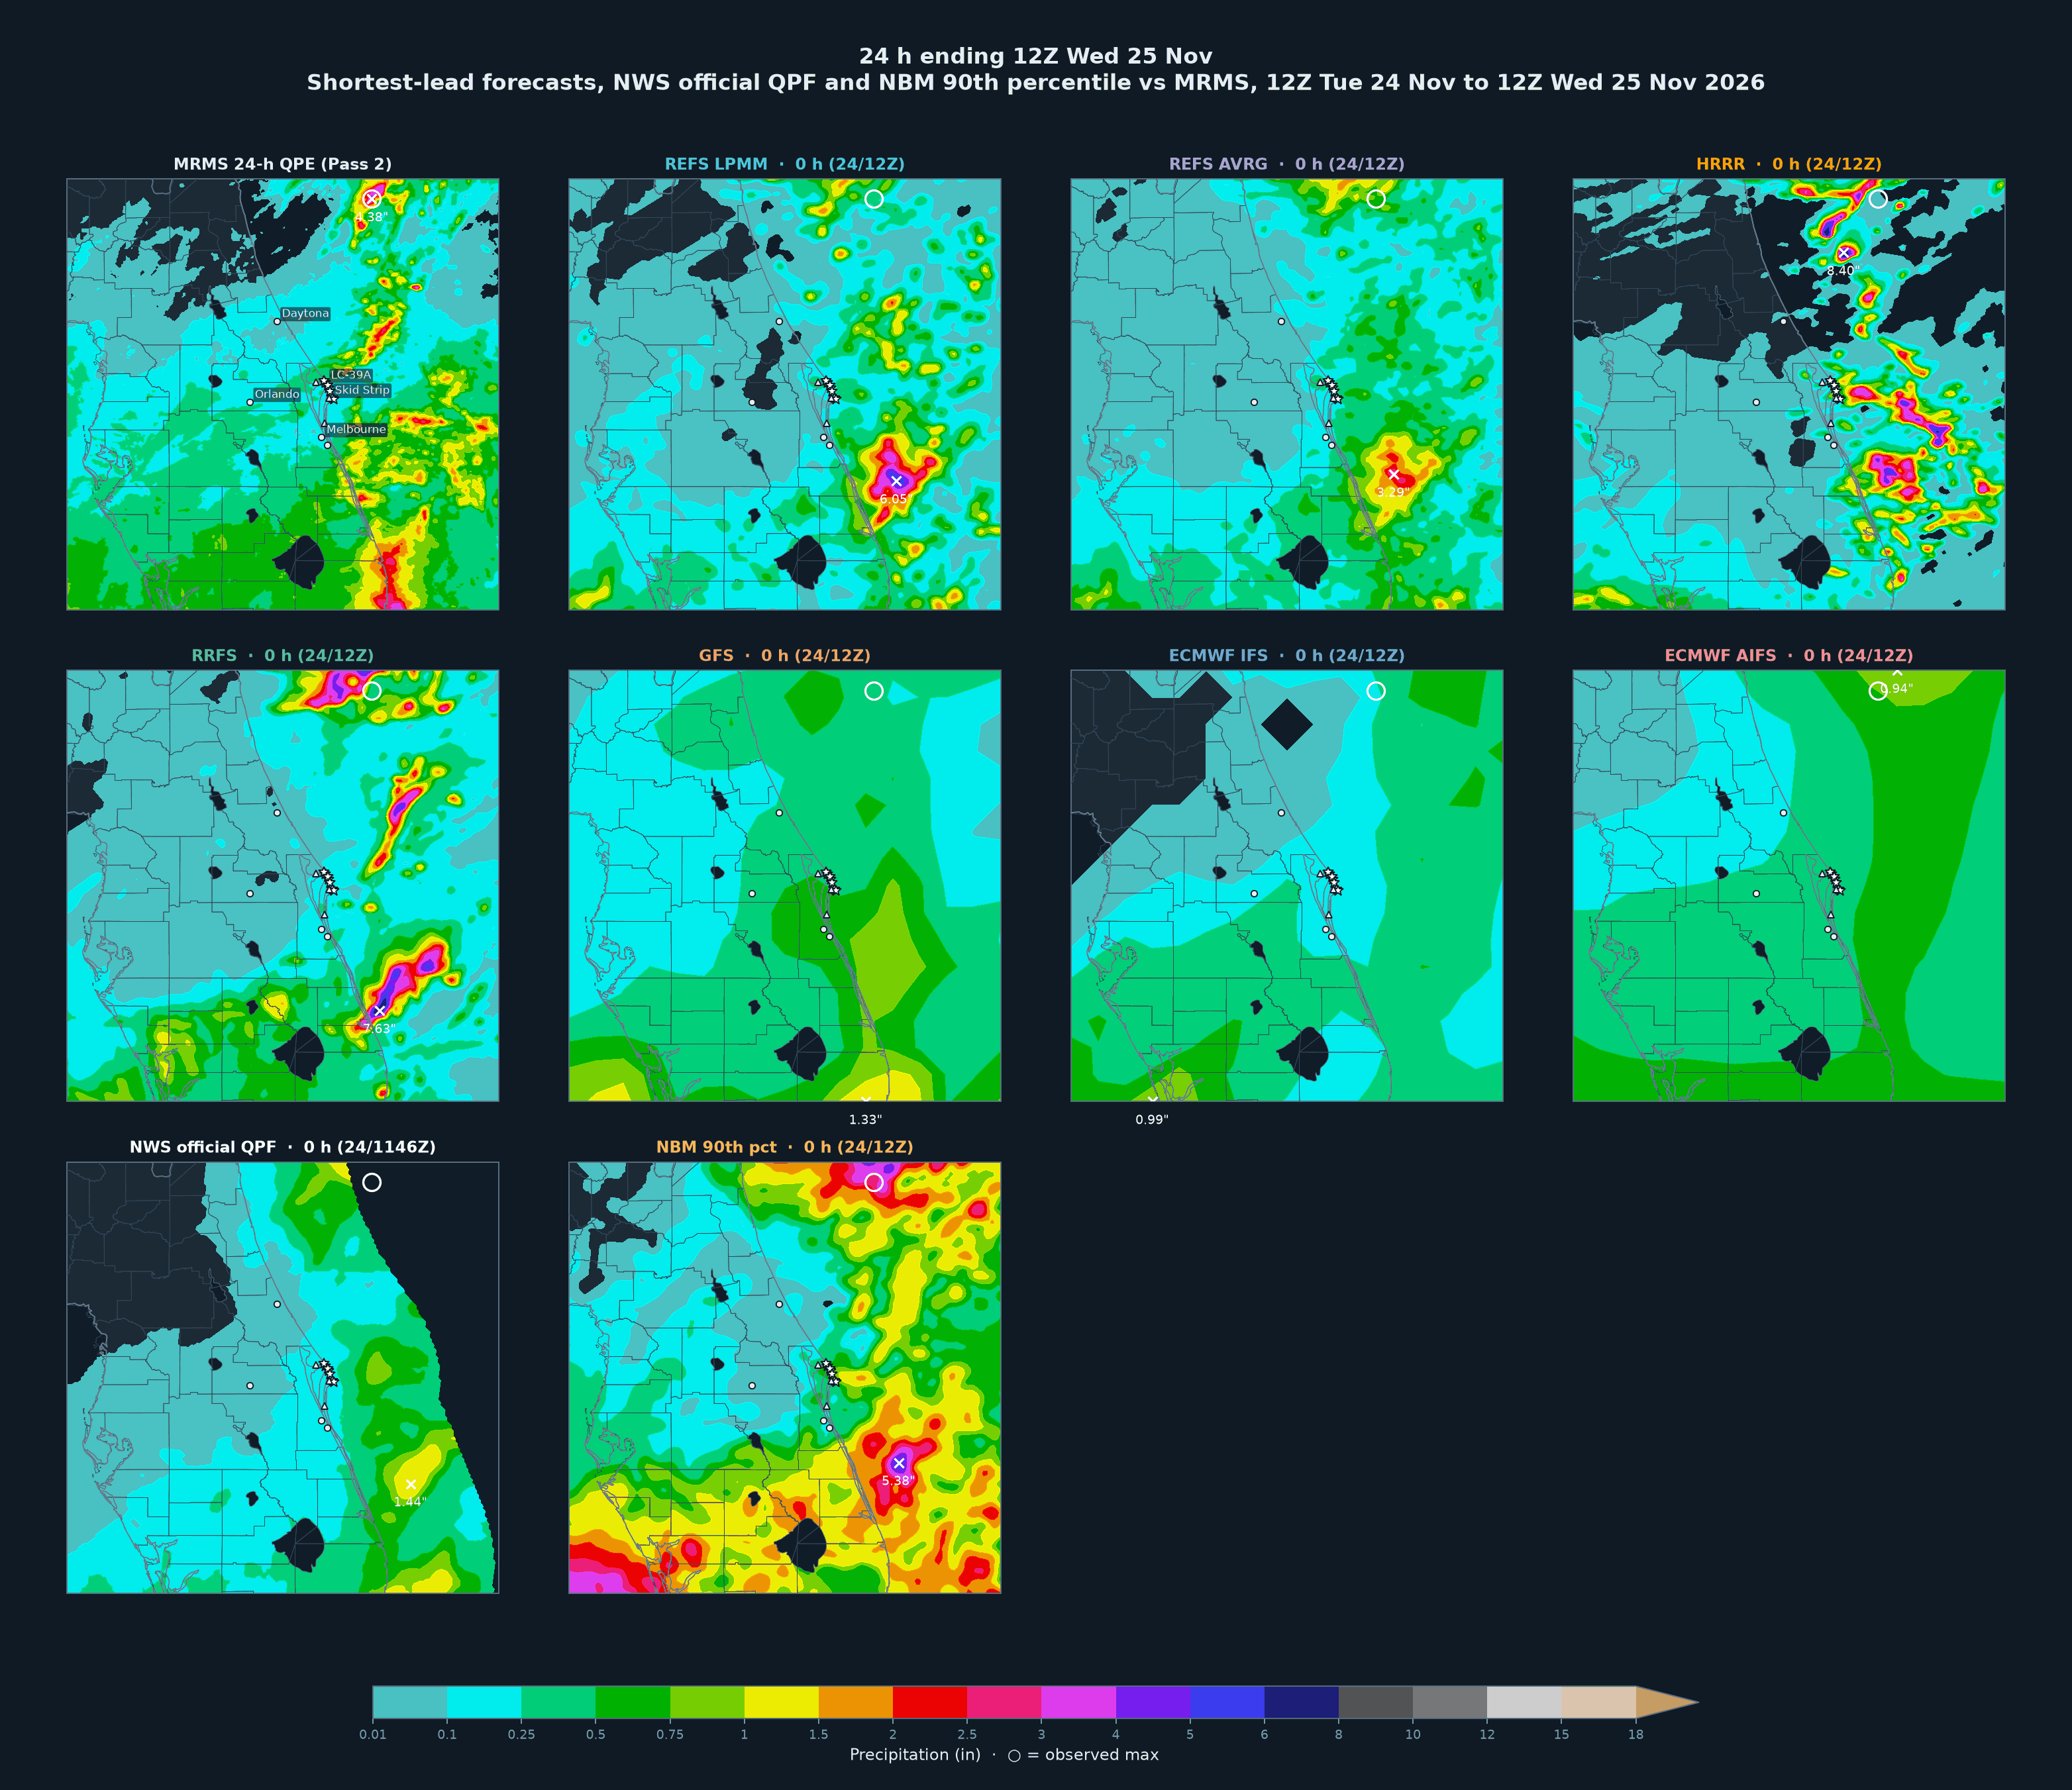 24 h ending 12Z Wed 25 Nov
Shortest-lead forecasts, NWS official QPF and NBM 90th percentile vs MRMS, 12Z Tue 24 Nov to 12Z Wed 25 Nov 2026
MRMS 24-h QPE (Pass 2)
4.38"
Daytona
LC-39A
Skid Strip
Orlando
Melbourne
REFS LPMM · 0 h (24/12Z)
6.05
REFS AVRG · 0 h (24/12Z)
3.29"
HRRR · 0 h (24/12Z)
8.40"
RRFS · 0 h (24/12Z)
7.63"
GFS · 0 h (24/12Z)
1.33"
ECMWF IFS · 0 h (24/12Z)
0.99"
ECMWF AIFS · 0 h (24/12Z)
0.94"
NWS official QPF · 0 h (24/1146Z)
1.44"
NBM 90th pct · 0 h (24/12Z)
5.38"
0.01 0.1 0.25 0.5 0.75 1 1.5 2 2.5 3 4 5 6 8 10 12 15 18
Precipitation (in) · ○ = observed max